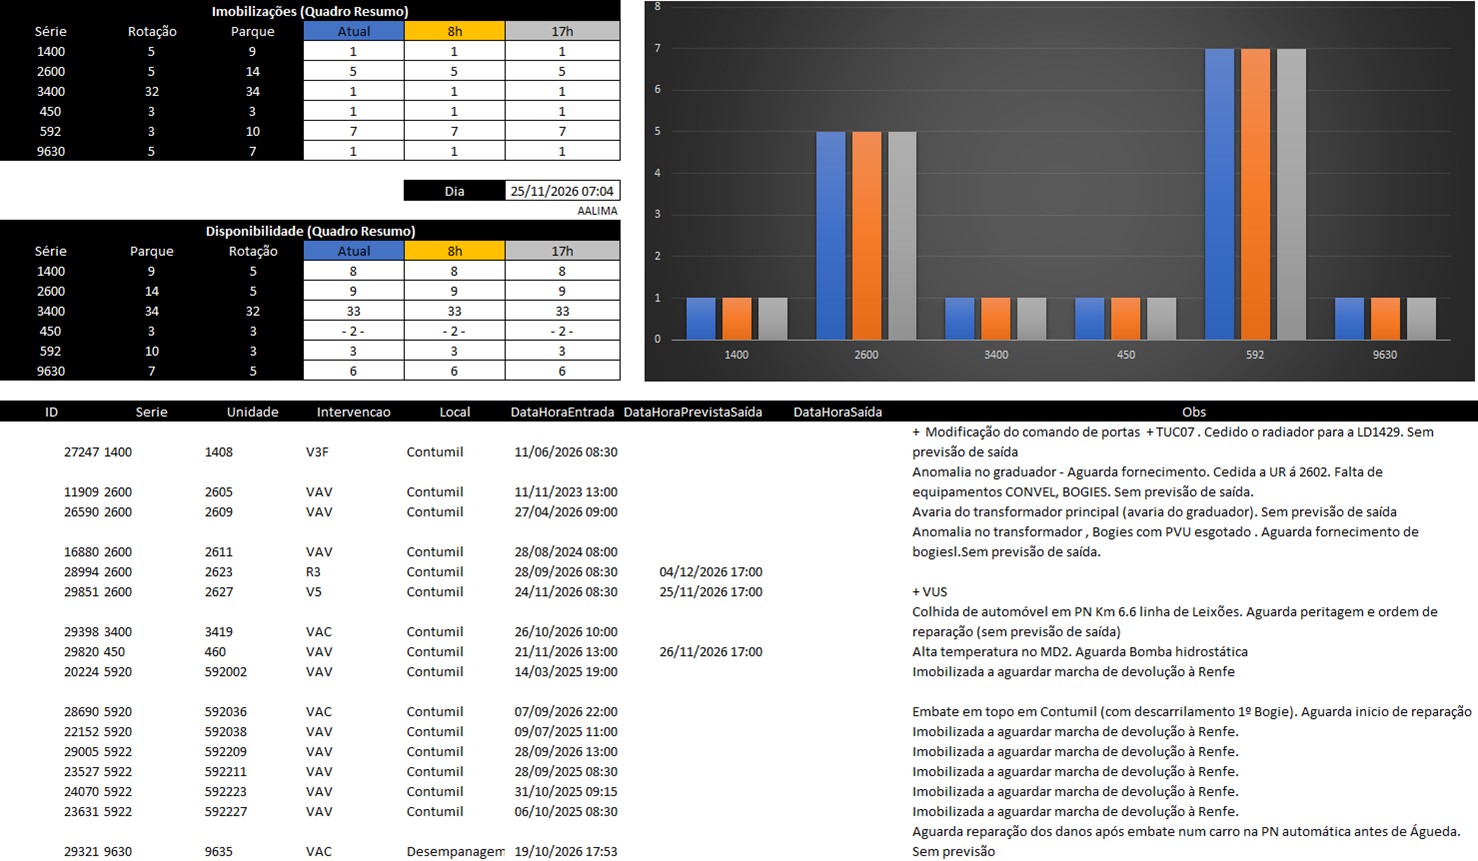 Imobilizações (Quadro Resumo)
Série Rotação Parque Atual 8h 17h
1400 5 9 1 1 1
2600 5 14 5 5 5
3400 32 34 1 1 1
450 3 3 1 1 1
592 3 10 7 7 7
9630 5 7 1 1 1
Dia 25/11/2026 07:04
AALIMA
Disponibilidade (Quadro Resumo)
Série Parque Rotação Atual 8h 17h
1400 9 5 8 8 8
2600 14 5 9 9 9
3400 34 32 33 33 33
450 3 3 - 2 - - 2 - - 2 -
592 10 3 3 3 3
9630 7 5 6 6 6
8
7
6
5
4
3
2
1
0
1400 2600 3400 450 592 9630
ID Serie Unidade Intervencao Local DataHoraEntrada DataHoraPrevistaSaída DataHoraSaída Obs
+ Modificação do comando de portas + TUC07 . Cedido o radiador para a LD1429. Sem
27247 1400 1408 V3F Contumil 11/06/2026 08:30 previsão de saída
Anomalia no graduador - Aguarda fornecimento. Cedida a UR á 2602. Falta de
11909 2600 2605 VAV Contumil 11/11/2023 13:00 equipamentos CONVEL, BOGIES. Sem previsão de saída.
26590 2600 2609 VAV Contumil 27/04/2026 09:00 Avaria do transformador principal (avaria do graduador). Sem previsão de saída
Anomalia no transformador , Bogies com PVU esgotado . Aguarda fornecimento de
16880 2600 2611 VAV Contumil 28/08/2024 08:00 bogiesl.Sem previsão de saída.
28994 2600 2623 R3 Contumil 28/09/2026 08:30 04/12/2026 17:00
29851 2600 2627 V5 Contumil 24/11/2026 08:30 25/11/2026 17:00 + VUS
Colhida de automóvel em PN Km 6.6 linha de Leixões. Aguarda peritagem e ordem de
29398 3400 3419 VAC Contumil 26/10/2026 10:00 reparação (sem previsão de saída)
29820 450 460 VAC Contumil 21/11/2026 13:00 26/11/2026 17:00 Alta temperatura no MD2. Aguarda Bomba hidrostática
20224 5920 592002 VAV Contumil 14/03/2025 19:00 Imobilizada a aguardar marcha de devolução à Renfe
28690 5920 592036 VAC Contumil 07/09/2026 22:00 Embate em topo em Contumil (com descarrilamento 1º Bogie). Aguarda inicio de reparação
22152 5920 592038 VAV Contumil 09/07/2025 11:00 Imobilizada a aguardar marcha de devolução à Renfe.
29005 5922 592209 VAV Contumil 28/09/2026 13:00 Imobilizada a aguardar marcha de devolução à Renfe.
23527 5922 592211 VAV Contumil 28/09/2025 08:30 Imobilizada a aguardar marcha de devolução à Renfe.
24070 5922 592223 VAV Contumil 31/10/2025 09:15 Imobilizada a aguardar marcha de devolução à Renfe.
23631 5922 592227 VAV Contumil 06/10/2025 08:30 Imobilizada a aguardar marcha de devolução à Renfe.
Aguarda reparação dos danos após embate num carro na PN automática antes de Águeda.
29321 9630 9635 VAC Desempanagem 19/10/2026 17:53 Sem previsão